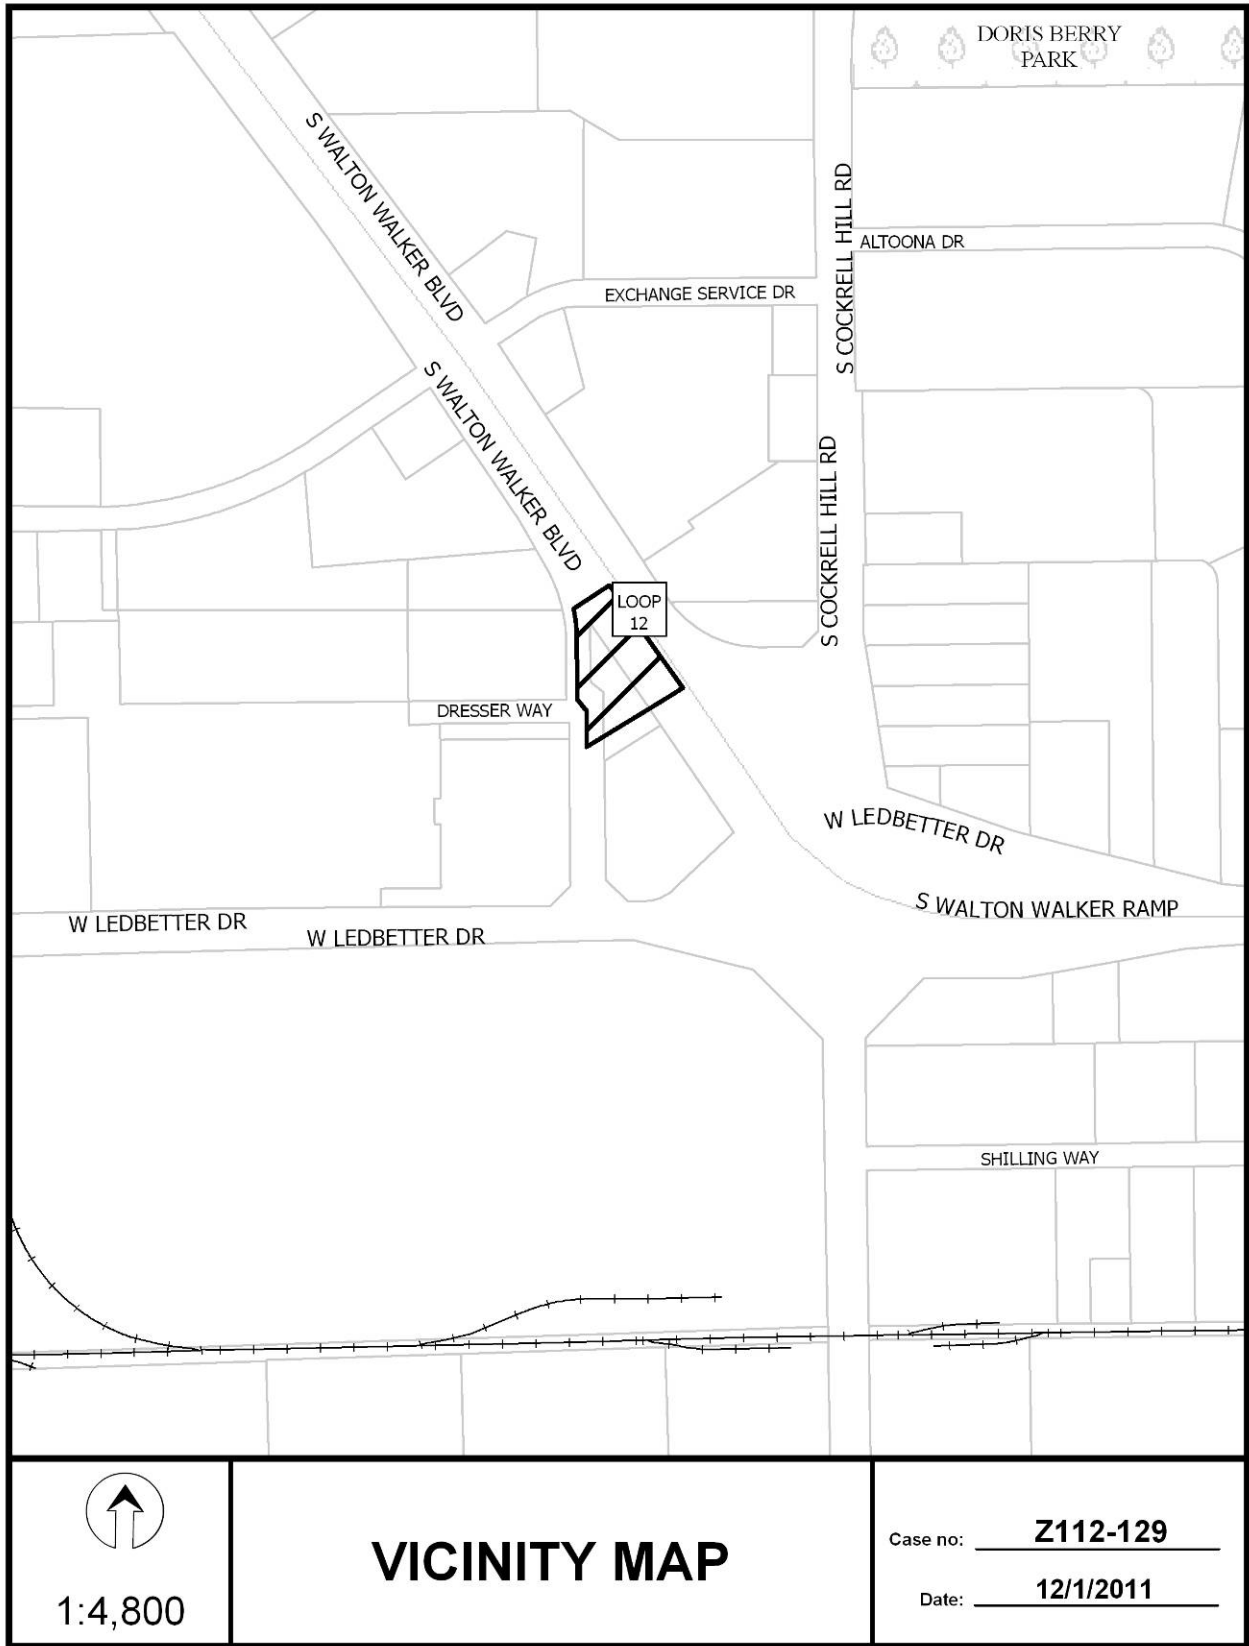 DORIS BERRY
PARK
S WALTON WALKER BLVD
S COCKRELL HILL RD
ALTOONA DR
EXCHANGE SERVICE DR
S WALTON WALKER BLVD
S COCKRELL HILL RD
LOOP
12
DRESSER WAY
W LEDBETTER DR
S WALTON WALKER RAMP
W LEDBETTER DR
W LEDBETTER DR
SHILLING WAY
1:4,800
VICINITY MAP
Case no: Z112-129
Date: 12/1/2011